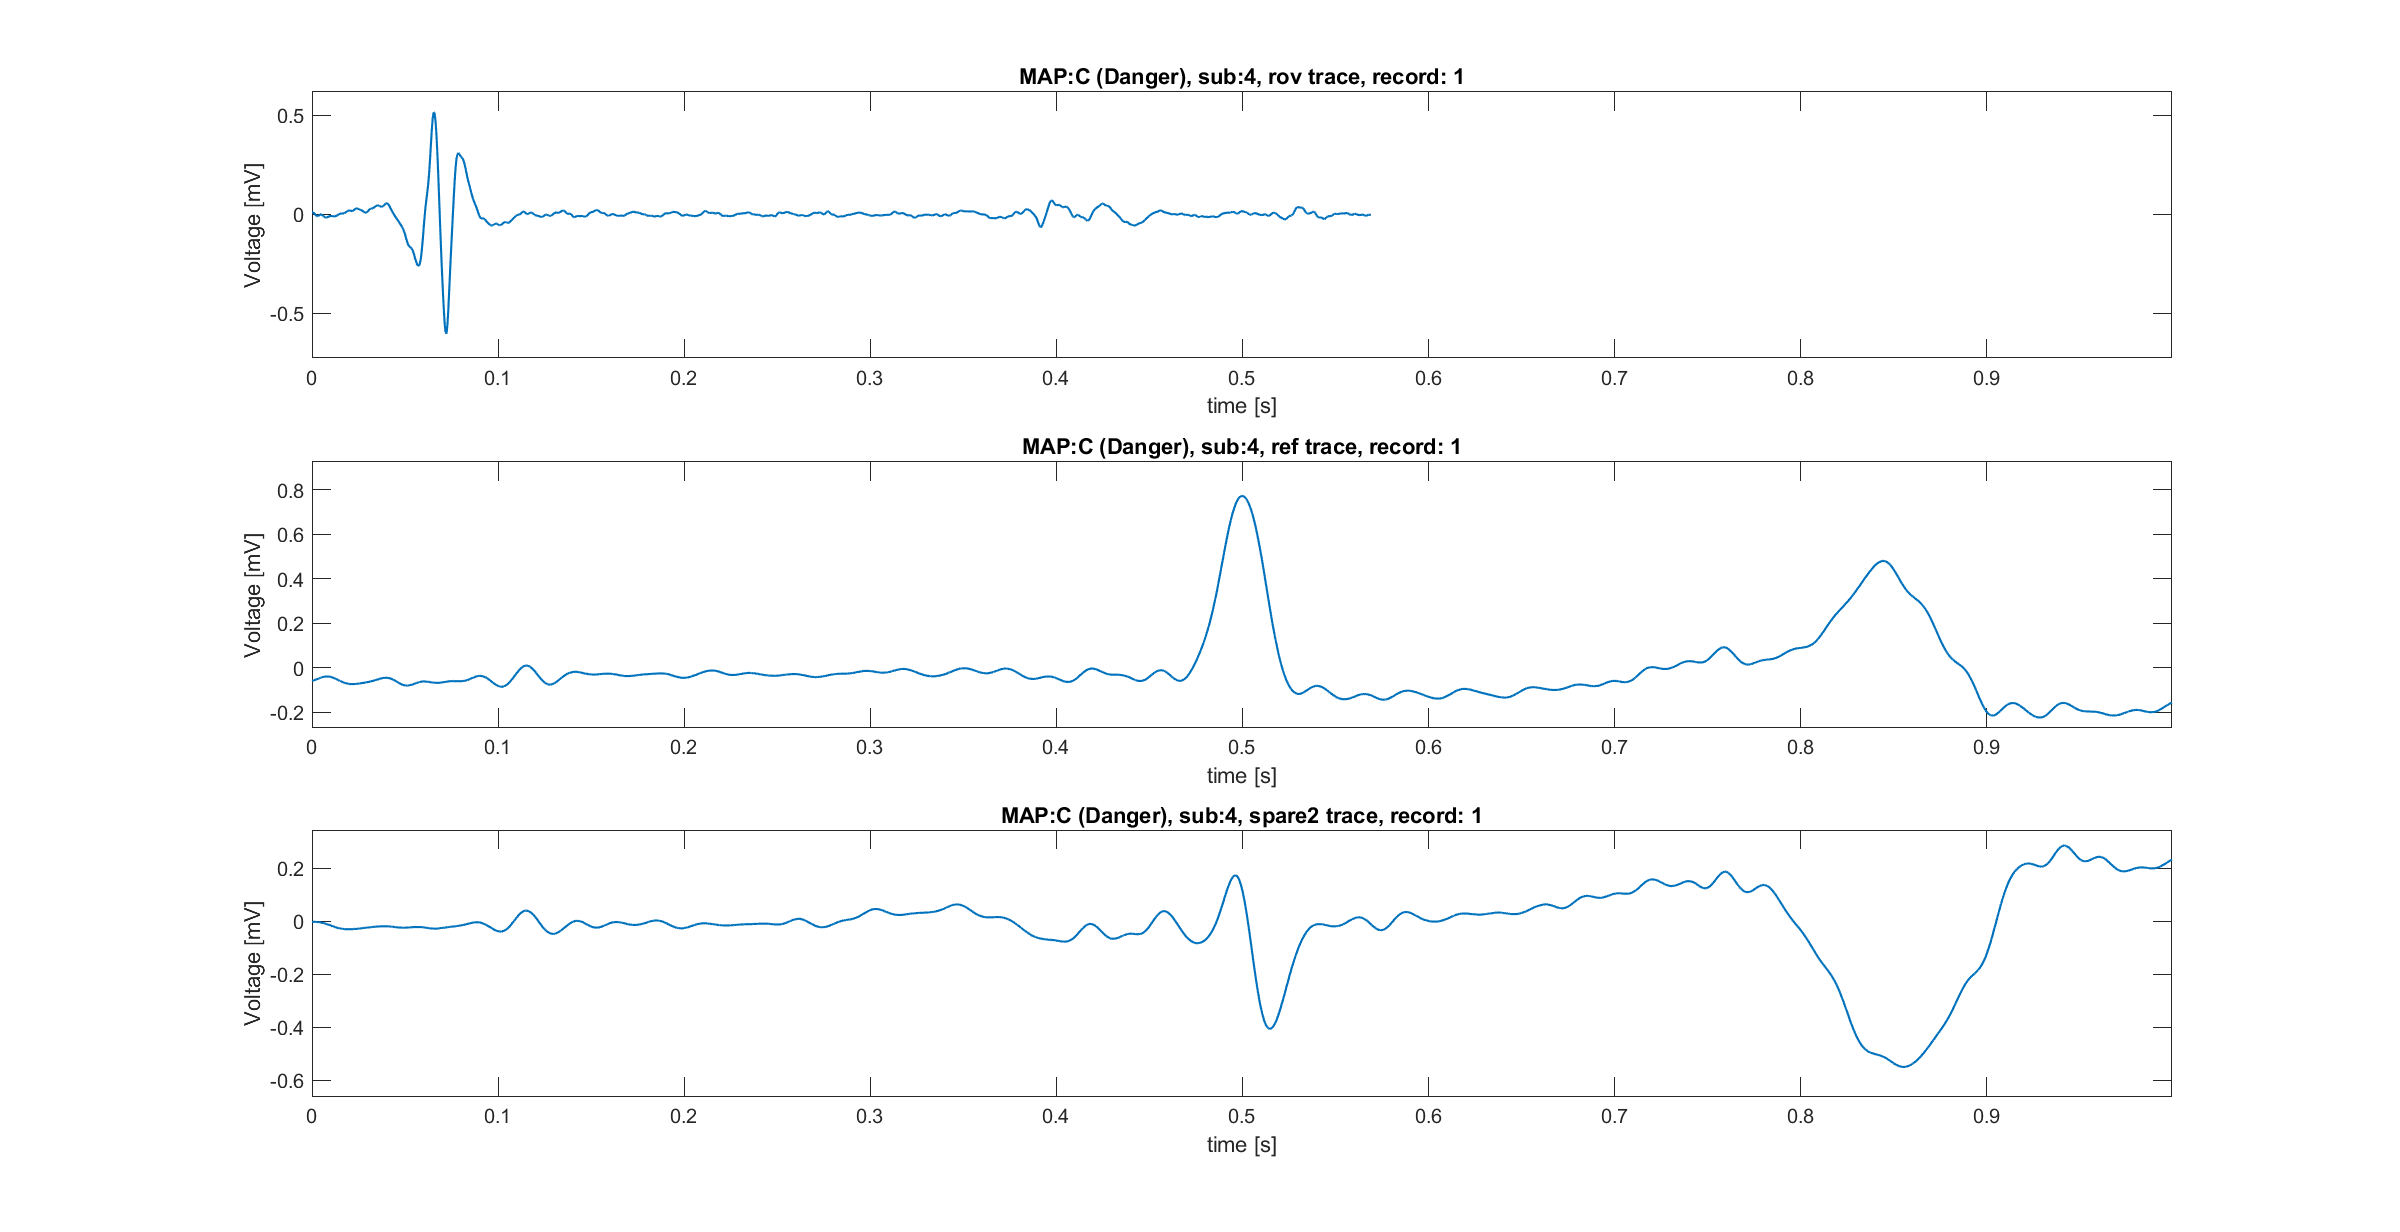 MAP:C (Danger), sub:4, rov trace, record: 1
Voltage [mV]
0.5
0
-0.5
0 0.1 0.2 0.3 0.4 0.5 0.6 0.7 0.8 0.9
time [s]
MAP:C (Danger), sub:4, ref trace, record: 1
Voltage [mV]
0.8
0.6
0.4
0.2
0
-0.2
0 0.1 0.2 0.3 0.4 0.5 0.6 0.7 0.8 0.9
time [s]
MAP:C (Danger), sub:4, spare2 trace, record: 1
Voltage [mV]
0.2
0
-0.2
-0.4
-0.6
0 0.1 0.2 0.3 0.4 0.5 0.6 0.7 0.8 0.9
time [s]